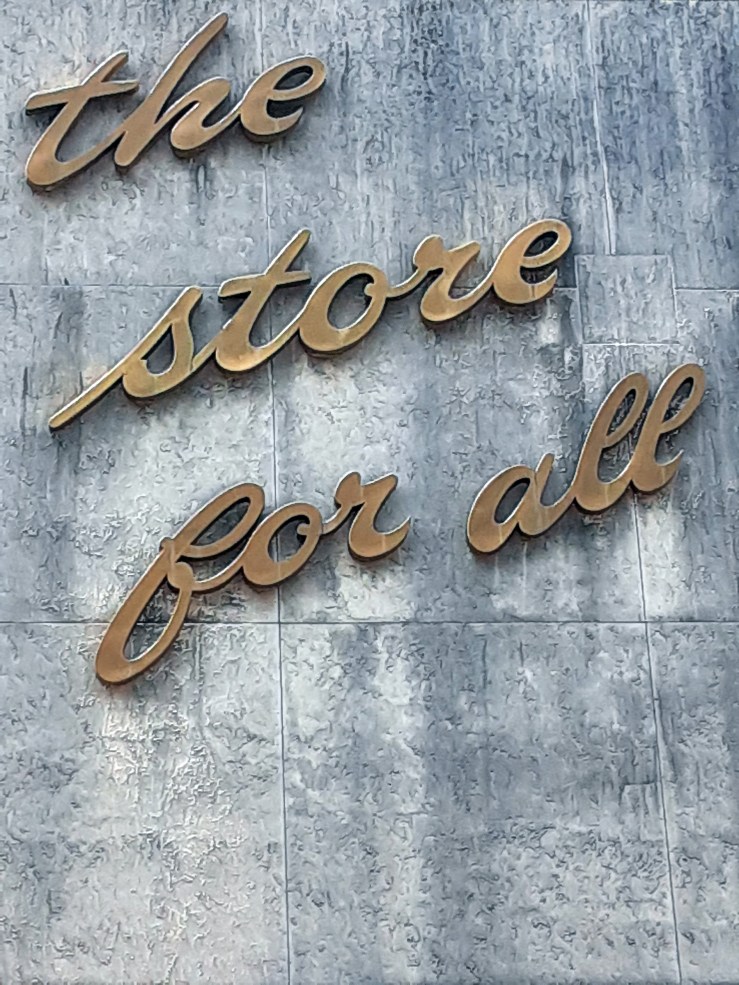 the
store
for all